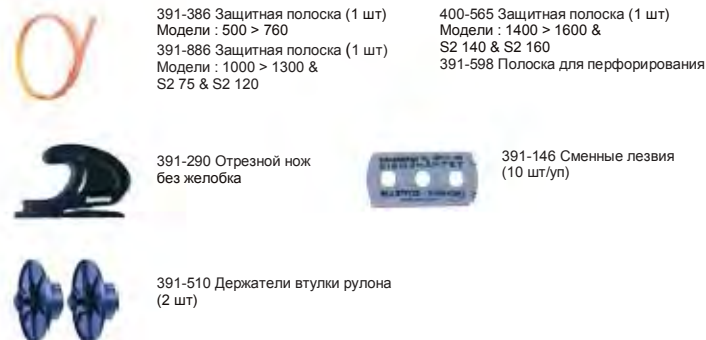 391-386 Защитная полоска (1 шт)
Модели : 500 > 760
391-886 Защитная полоска (1 шт)
Модели : 1000 > 1300 &
S2 75 & S2 120
400-565 Защитная полоска (1 шт)
Модели : 1400 > 1600 &
S2 140 & S2 160
391-598 Полоска для перфорирования
391-290 Отрезной нож
без желобка
391-146 Сменные лезвия
(10 шт/уп)
391-510 Держатели втулки рулона
(2 шт)